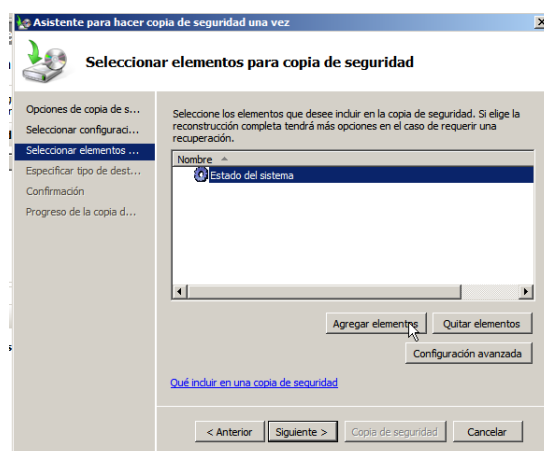 Asistente para hacer copia de seguridad una vez
Seleccionar elementos para copia de seguridad
Opciones de copia de s...
Seleccionar configuraci...
Seleccionar elementos ...
Especificar tipo de dest...
Confirmación
Progreso de la copia d...
Seleccione los elementos que desee incluir en la copia de seguridad. Si elige la
reconstrucción completa tendrá más opciones en el caso de requerir una
recuperación.
Nombre
Estado del sistema
Agregar elementos
Quitar elementos
Configuración avanzada
Qué incluir en una copia de seguridad
< Anterior
Siguiente >
Copia de seguridad
Cancelar